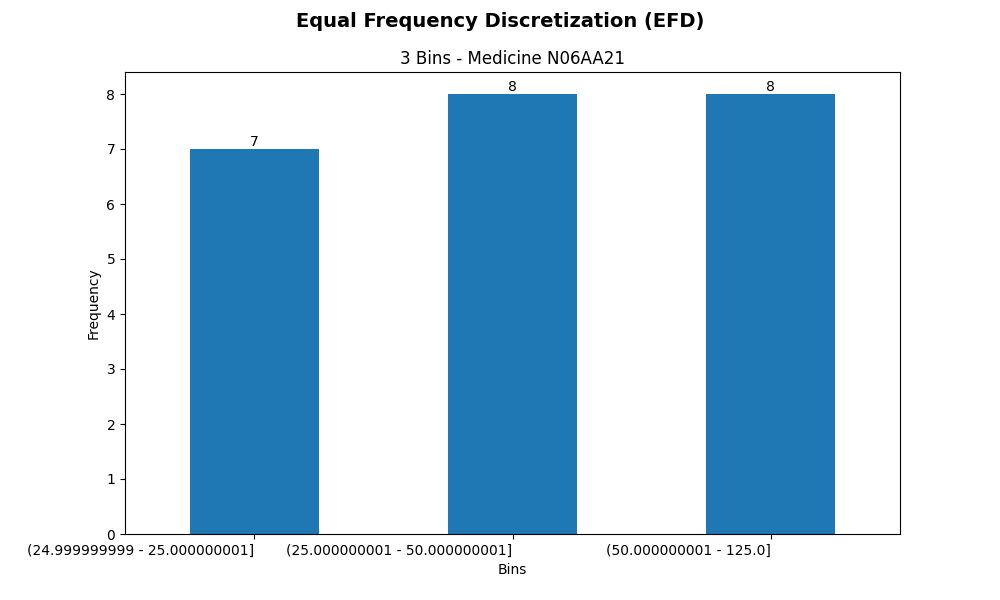 Equal Frequency Discretization (EFD)
3 Bins - Medicine N06AA21
8
7
6
5
4
3
2
1
0
Frequency
7
8
8
(24.999999999 - 25.000000001]
(25.000000001 - 50.000000001]
(50.000000001 - 125.0]
Bins